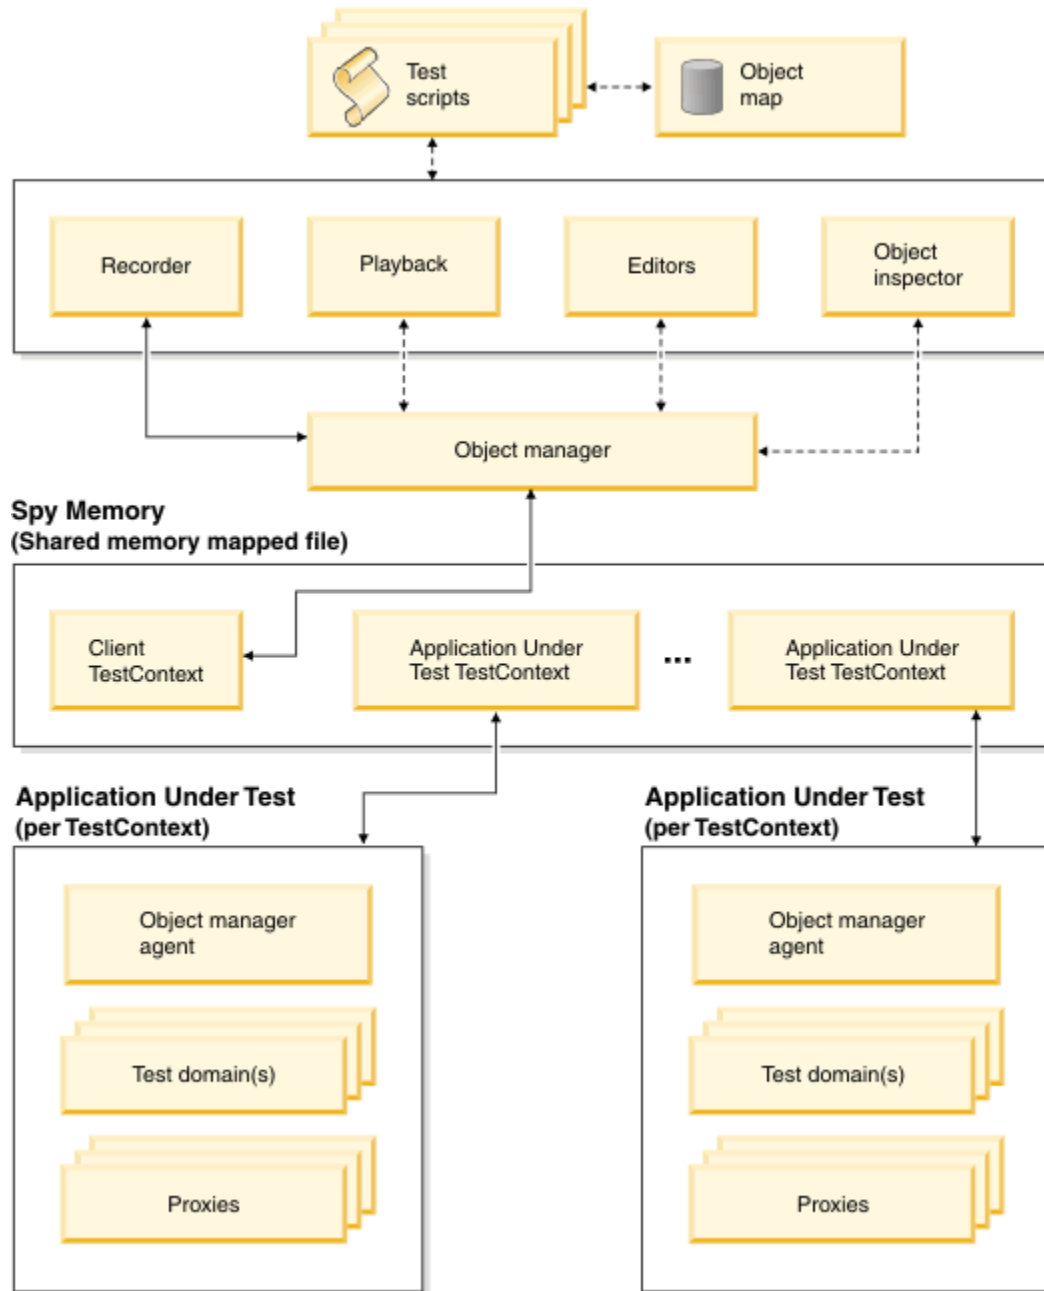 Test
scripts
Object
map
Recorder
Playback
Editors
Object
inspector
Object manager
Spy Memory
(Shared memory mapped file)
Client
TestContext
Application Under
Test TestContext
...
Application Under
Test TestContext
Application Under Test
(per TestContext)
Application Under Test
(per TestContext)
Object manager
agent
Test domain(s)
Proxies
Object manager
agent
Test domain(s)
Proxies